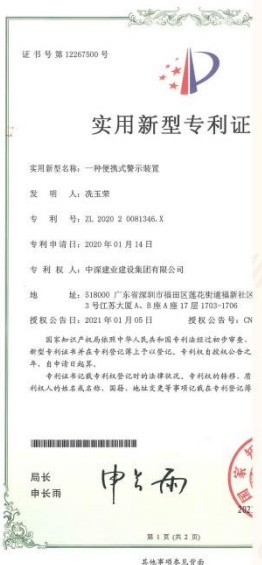 证书号第12267500号
实用新型专利证
实用新型名称：一种便携式警示装置
发 明 人：冼玉荣
专 利 号：ZL 2020 2 0081346.X
专利申请日：2020年01月14日
专 利 权 人：中深建业建设集团有限公司
地 址：518000 广东省深圳市福田区莲花街道福新社区
3号江苏大厦A、B座A座17层1703-1706
授权公告日：2021年01月05日 授权公告号：CN
国家知识产权局依照中华人民共和国专利法经过初步审查，
新型专利证书并在专利登记簿上予以登记。专利权自授权公告之
年，自申请日起算。
专利证书记载专利权登记时的法律状况。专利权的转移、质
利权人的姓名或名称、国籍、地址变更等事项记载在专利登记簿
局长
申长雨
申长雨
国家知
202
第 1 页 (共 2 页)
其他事项参见背面